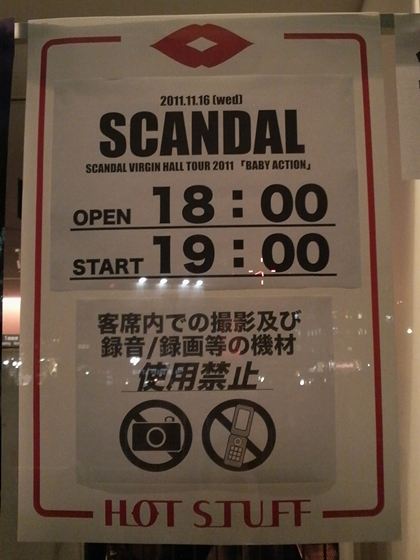 2011.11.16 (wed)
SCANDAL
SCANDAL VIRGIN HALL TOUR 2011 「BABY ACTION」
OPEN 18:00
START 19:00
客席内での撮影及び
録音/録画等の機材
使用禁止
HOT STUFF